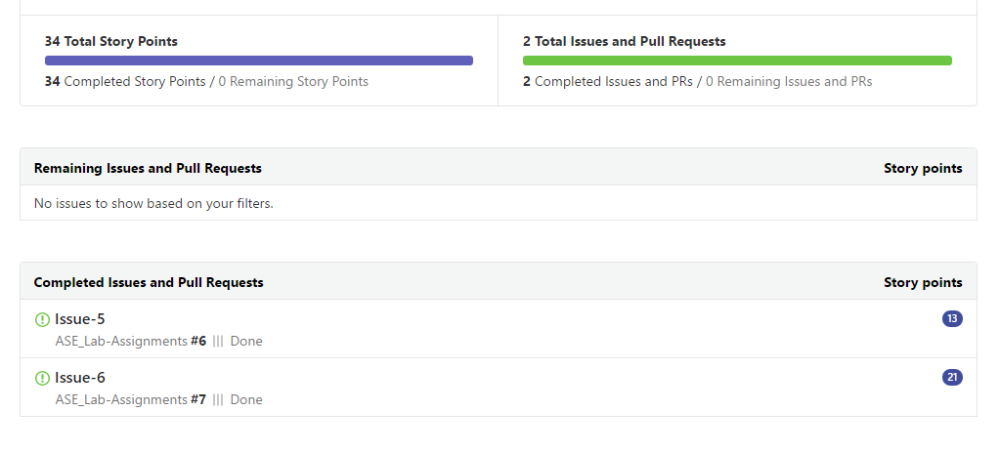 34 Total Story Points
34 Completed Story Points / 0 Remaining Story Points
2 Total Issues and Pull Requests
2 Completed Issues and PRs / 0 Remaining Issues and PRs
Remaining Issues and Pull Requests Story points
No issues to show based on your filters.
Completed Issues and Pull Requests Story points
Issue-5 13
ASE_Lab-Assignments #6 Done
Issue-6 21
ASE_Lab-Assignments #7 Done